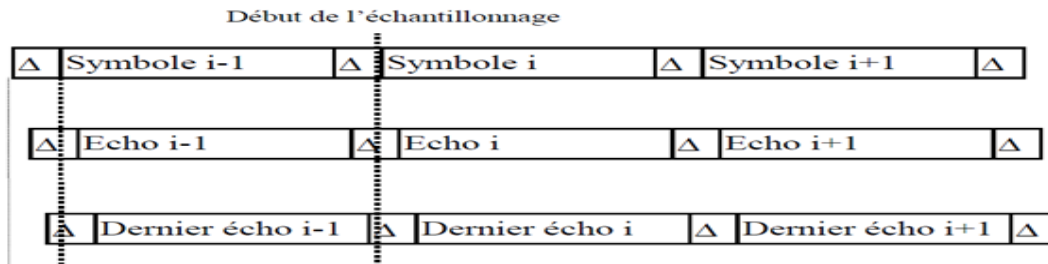 Début de l'échantillonnage
Δ Symbole i-1 Δ Symbole i Δ Symbole i+1 Δ
Δ Echo i-1 Δ Echo i Δ Echo i+1 Δ
Δ Dernier écho i-1 Δ Dernier écho i Δ Dernier écho i+1 Δ